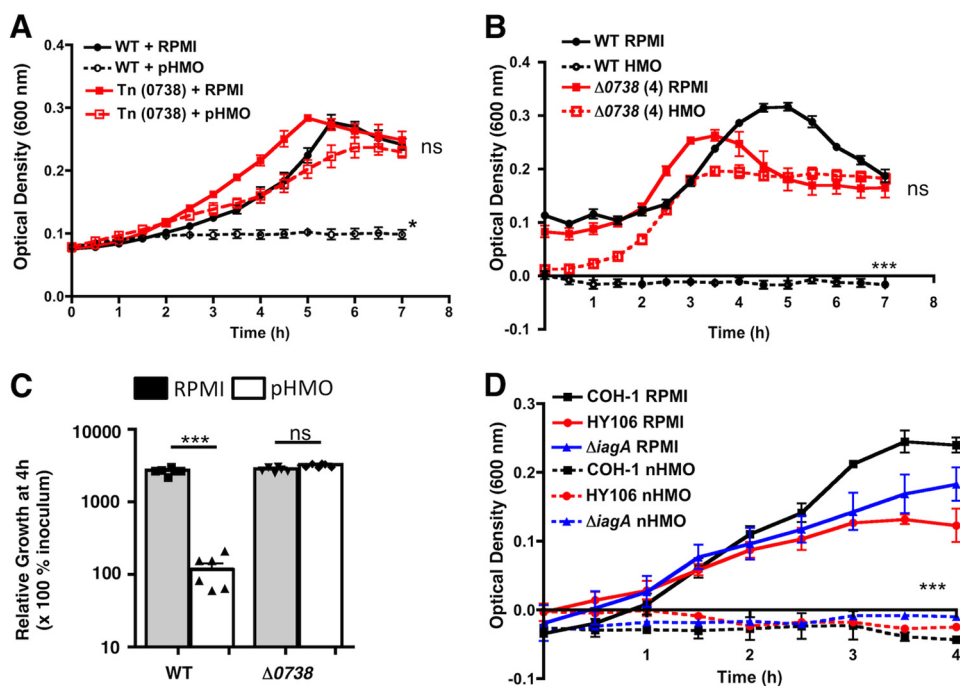 A
WT + RPMI
WT + pHMO
Tn (0738) + RPMI
Tn (0738) + pHMO
Optical Density (600 nm)
0.4
0.3
0.2
0.1
0.0
ns
*
0 1 2 3 4 5 6 7 8
Time (h)
B
WT RPMI
WT HMO
Δ0738 (4) RPMI
Δ0738 (4) HMO
Optical Density (600 nm)
0.4
0.3
0.2
0.1
0.0
-0.1
ns
***
1 2 3 4 5 6 7 8
Time (h)
C
RPMI pHMO
Relative Growth at 4h
(x 100 % inoculum)
10000
1000
100
10
***
ns
WT Δ0738
D
COH-1 RPMI
HY106 RPMI
ΔiagA RPMI
COH-1 nHMO
HY106 nHMO
ΔiagA nHMO
Optical Density (600 nm)
0.3
0.2
0.1
0.0
-0.1
***
1 2 3 4
Time (h)